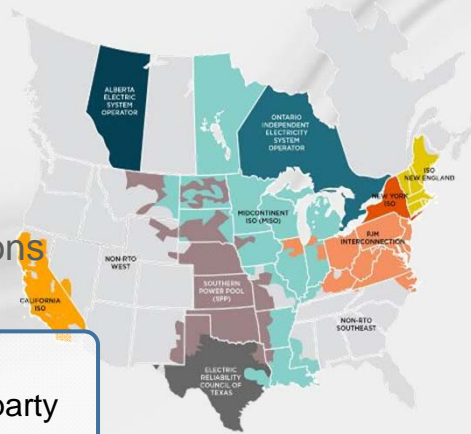 ALBERTA
ELECTRIC
SYSTEM
OPERATOR
ONTARIO
INDEPENDENT
ELECTRICITY
SYSTEM
OPERATOR
ISO
NEW ENGLAND
NEW YORK
ISO
MIDCONTINENT
ISO (MISO)
PJM
INTERCONNECTION
ons
NON-RTO
WEST
CALIFORNIA
ISO
SOUTHERN
POWER POOL
(SPP)
NON-RTO
SOUTHEAST
ELECTRIC
RELIABILITY
COUNCIL OF
TEXAS
party